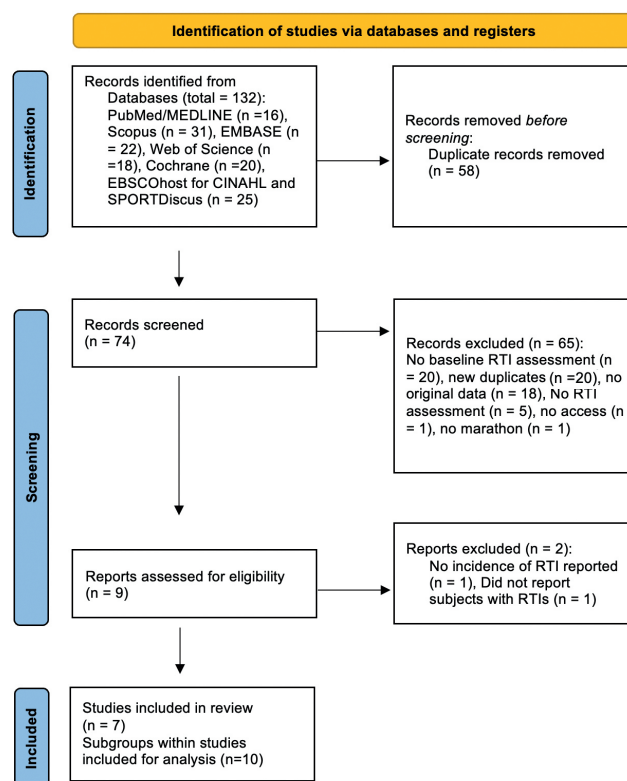 Identification of studies via databases and registers
Identification
Records identified from
Databases (total = 132):
PubMed/MEDLINE (n =16),
Scopus (n = 31), EMBASE (n
= 22), Web of Science (n
=18), Cochrane (n =20),
EBSCOhost for CINAHL and
SPORTDiscus (n = 25)
Records removed before
screening:
Duplicate records removed
(n = 58)
Screening
Records screened
(n = 74)
Records excluded (n = 65):
No baseline RTI assessment (n
= 20), new duplicates (n =20), no
original data (n = 18), No RTI
assessment (n = 5), no access (n
= 1), no marathon (n = 1)
Reports assessed for eligibility
(n = 9)
Reports excluded (n = 2):
No incidence of RTI reported
(n = 1), Did not report
subjects with RTIs (n = 1)
Included
Studies included in review
(n = 7)
Subgroups within studies
included for analysis (n=10)